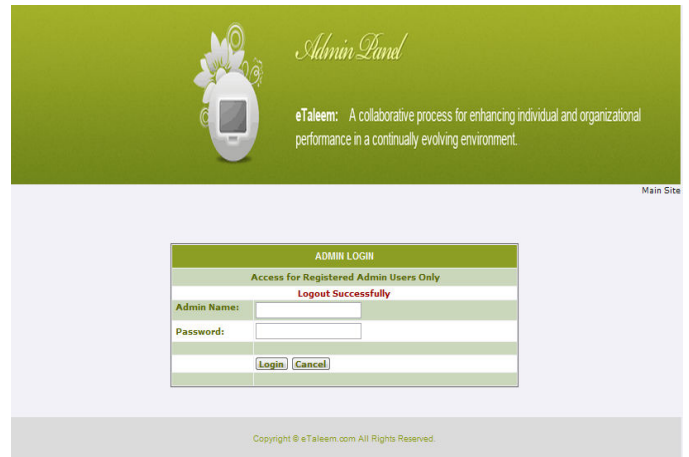 Admin Panel
eTaleem: A collaborative process for enhancing individual and organizational
performance in a continually evolving environment.
Main Site
ADMIN LOGIN
Access for Registered Admin Users Only
Logout Successfully
Admin Name:
Password:
Login Cancel
Copyright © eTaleem.com All Rights Reserved.